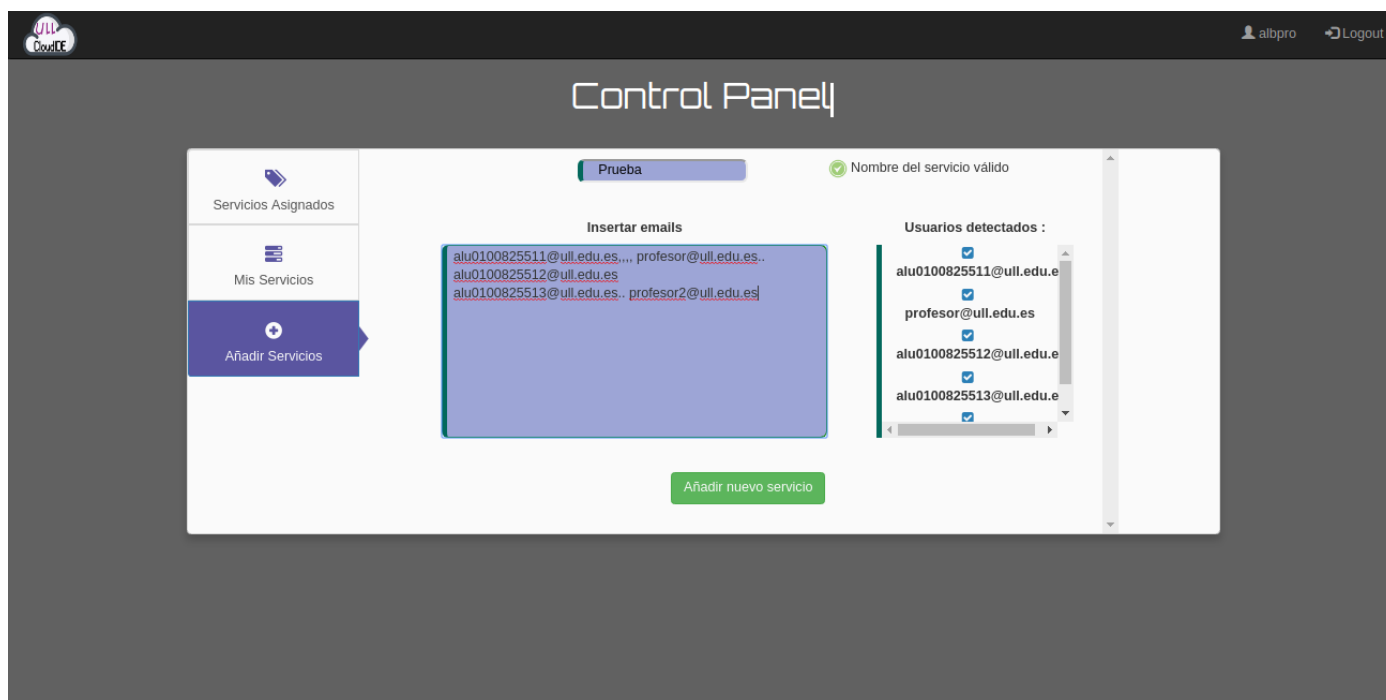 ULL
CloudIDE
albpro
Logout
Control Panel
Servicios Asignados
Mis Servicios
Añadir Servicios
Prueba
Nombre del servicio válido
Insertar emails
alu0100825511@ull.edu.es,,,, profesor@ull.edu.es..
alu0100825512@ull.edu.es
alu0100825513@ull.edu.es.. profesor2@ull.edu.es
Usuarios detectados :
alu0100825511@ull.edu.e
profesor@ull.edu.es
alu0100825512@ull.edu.e
alu0100825513@ull.edu.e
Añadir nuevo servicio